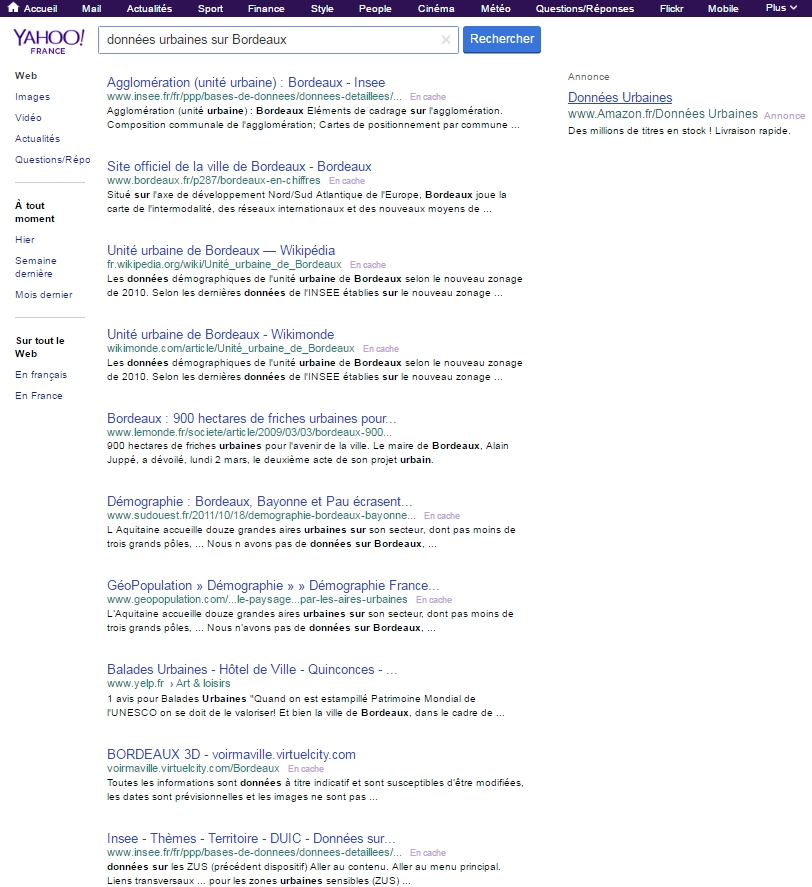 Accueil Mail Actualités Sport Finance Style People Cinéma Météo Questions/Réponses Flickr Mobile Plus
YAHOO!
FRANCE
données urbaines sur Bordeaux
Rechercher
Web
Images
Vidéo
Actualités
Questions/Répo
À tout
moment
Hier
Semaine
dernière
Mois dernier
Sur tout le
Web
En français
En France
Agglomération (unité urbaine) : Bordeaux - Insee
www.insee.fr/fr/ppp/bases-de-donnees/donnees-detaillees/... En cache
Agglomération (unité urbaine) : Bordeaux Eléments de cadrage sur l'agglomération.
Composition communale de l'agglomération; Cartes de positionnement par commune ...
Site officiel de la ville de Bordeaux - Bordeaux
www.bordeaux.fr/p287/bordeaux-en-chiffres En cache
Situé sur l'axe de développement Nord/Sud Atlantique de l'Europe, Bordeaux joue la
carte de l'intermodalité, des réseaux internationaux et des nouveaux moyens de ...
Unité urbaine de Bordeaux — Wikipédia
fr.wikipedia.org/wiki/Unité_urbaine_de_Bordeaux En cache
Les données démographiques de l'unité urbaine de Bordeaux selon le nouveau zonage
de 2010. Selon les dernières données de l'INSEE établies sur le nouveau zonage ...
Unité urbaine de Bordeaux - Wikimonde
wikimonde.com/article/Unité_urbaine_de_Bordeaux En cache
Les données démographiques de l'unité urbaine de Bordeaux selon le nouveau zonage
de 2010. Selon les dernières données de l'INSEE établies sur le nouveau zonage ...
Bordeaux : 900 hectares de friches urbaines pour...
www.lemonde.fr/societe/article/2009/03/03/bordeaux-900...
900 hectares de friches urbaines pour l'avenir de la ville. Le maire de Bordeaux, Alain
Juppé, a dévoilé, lundi 2 mars, le deuxième acte de son projet urbain.
Démographie : Bordeaux, Bayonne et Pau écrasent...
www.sudouest.fr/2011/10/18/demographie-bordeaux-bayonne... En cache
L Aquitaine accueille douze grandes aires urbaines sur son secteur, dont pas moins de
trois grands pôles, ... Nous n avons pas de données sur Bordeaux, ...
GéoPopulation » Démographie » » Démographie France...
www.geopopulation.com/...le-paysage...par-les-aires-urbaines En cache
L'Aquitaine accueille douze grandes aires urbaines sur son secteur, dont pas moins de
trois grands pôles, ... Nous n'avons pas de données sur Bordeaux, ...
Balades Urbaines - Hôtel de Ville - Quinconces - ...
www.yelp.fr › Art & loisirs
1 avis pour Balades Urbaines "Quand on est estampillé Patrimoine Mondial de
l'UNESCO on se doit de le valoriser! Et bien la ville de Bordeaux, dans le cadre de ...
BORDEAUX 3D - voirmaville.virtuelcity.com
voirmaville.virtuelcity.com/Bordeaux En cache
Toutes les informations sont données à titre indicatif et sont susceptibles d'être modifiées,
les dates sont prévisionnelles et les images ne sont pas ...
Insee - Thèmes - Territoire - DUIC - Données sur...
www.insee.fr/fr/ppp/bases-de-donnees/donnees-detaillees/... En cache
données sur les ZUS (précédent dispositif) Aller au contenu. Aller au menu principal.
Liens transversaux ... pour les zones urbaines sensibles (ZUS) ...
Annonce
Données Urbaines
www.Amazon.fr/Données Urbaines Annonce
Des millions de titres en stock ! Livraison rapide.